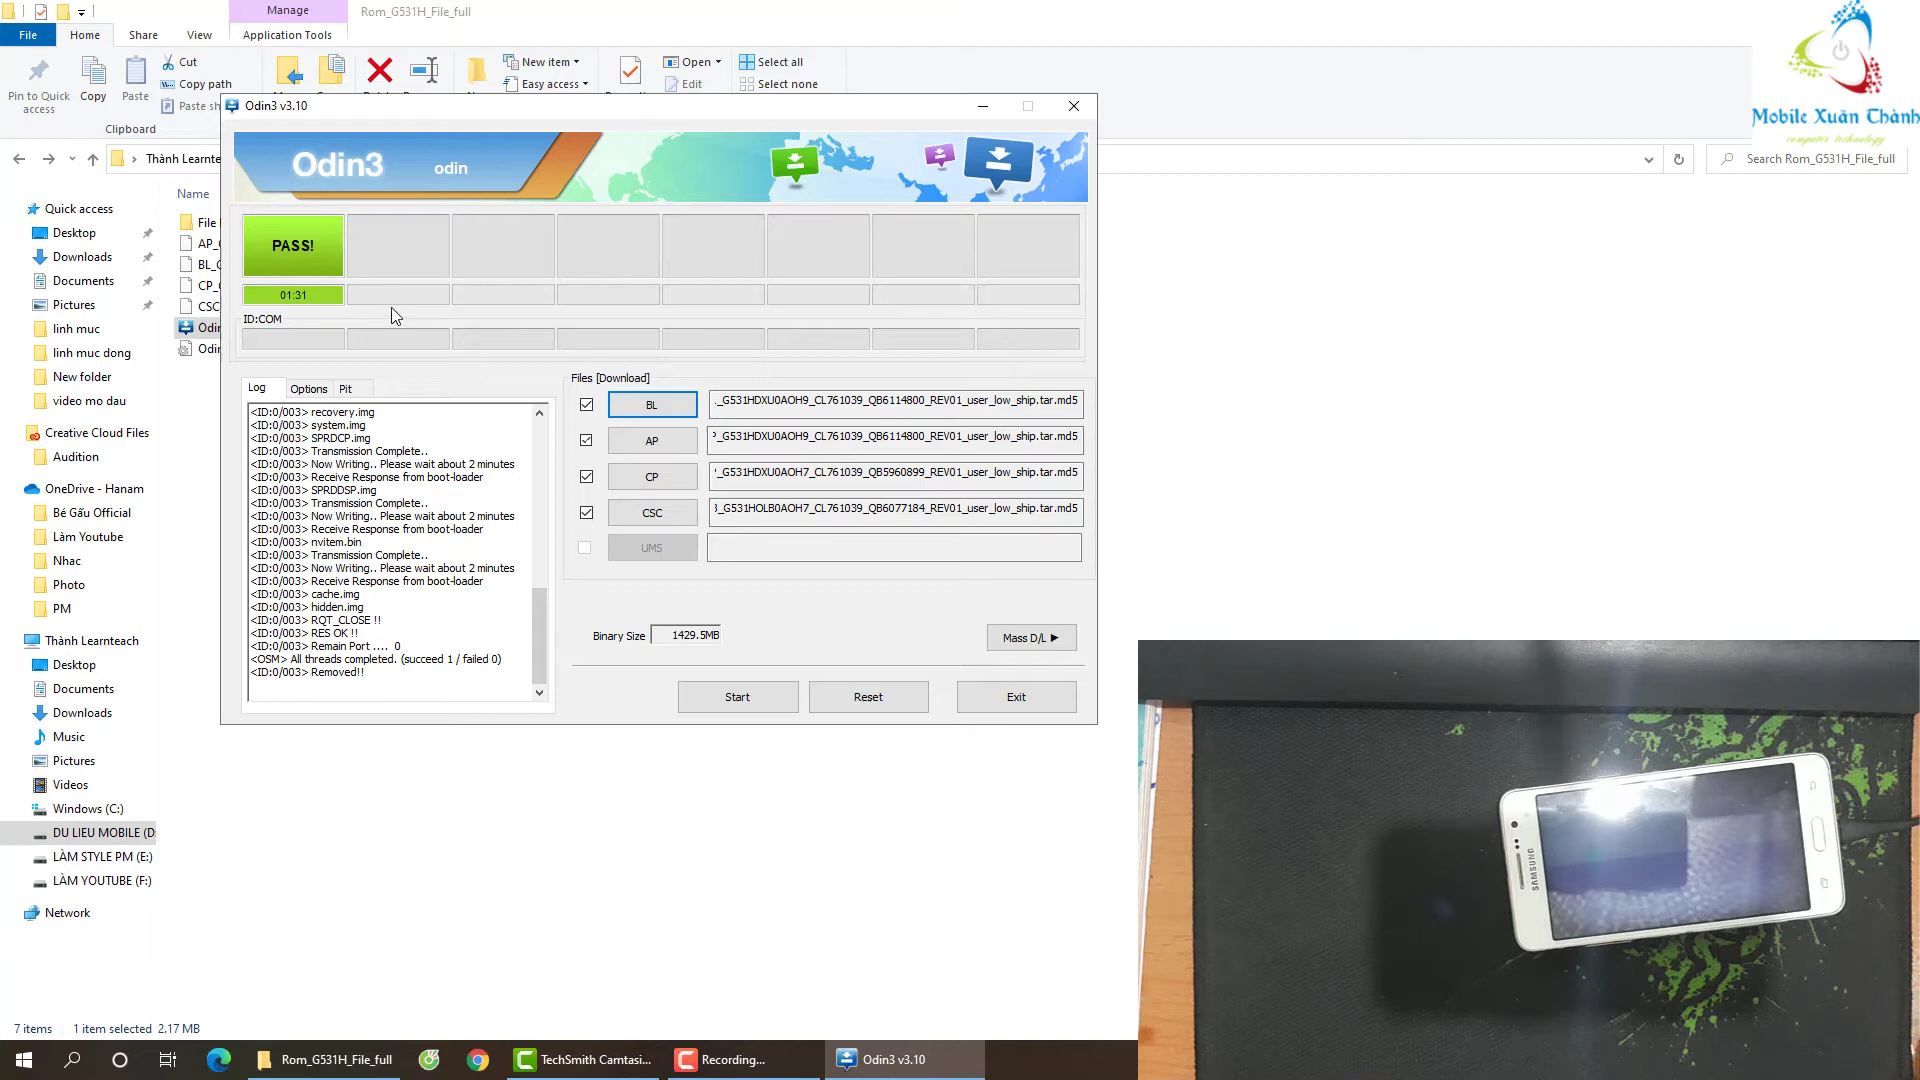 Manage
Rom_G531H_File_full
File
Home
Share
View
Application Tools
Pin to Quick access
Copy
Paste
Cut
Copy path
Paste sh
Clipboard
New item
Easy access
Open
Edit
Select all
Select none
Mobile Xuân Thành
computer technology
Thành Learnte
Search Rom_G531H_File_full
Quick access
Desktop
Downloads
Documents
Pictures
linh muc
linh muc dong
New folder
video mo dau
Creative Cloud Files
Audition
OneDrive - Hanam
Bé Gấu Official
Làm Youtube
Nhac
Photo
PM
Thành Learnteach
Desktop
Documents
Downloads
Music
Pictures
Videos
Windows (C:)
DU LIEU MOBILE (D:
LÀM STYLE PM (E:)
LÀM YOUTUBE (F:)
Network
Name
File
AP_
BL_
CP_
CSC
Odi
Odi
Odin3 v3.10
Odin3
odin
PASS!
01:31
ID:COM
Log
Options
Pit
<ID:0/003> recovery.img
<ID:0/003> system.img
<ID:0/003> SPRDCP.img
<ID:0/003> Transmission Complete..
<ID:0/003> Now Writing.. Please wait about 2 minutes
<ID:0/003> Receive Response from boot-loader
<ID:0/003> SPRDDSP.img
<ID:0/003> Transmission Complete..
<ID:0/003> Now Writing.. Please wait about 2 minutes
<ID:0/003> Receive Response from boot-loader
<ID:0/003> nvitem.bin
<ID:0/003> Transmission Complete..
<ID:0/003> Now Writing.. Please wait about 2 minutes
<ID:0/003> Receive Response from boot-loader
<ID:0/003> cache.img
<ID:0/003> hidden.img
<ID:0/003> RQT_CLOSE !!
<ID:0/003> RES OK !!
<ID:0/003> Remain Port .... 0
<OSM> All threads completed. (succeed 1 / failed 0)
<ID:0/003> Removed!!
Files [Download]
BL
._G531HDXU0AOH9_CL761039_QB6114800_REV01_user_low_ship.tar.md5
AP
P_G531HDXU0AOH9_CL761039_QB6114800_REV01_user_low_ship.tar.md5
CP
_G531HDXU0AOH7_CL761039_QB5960899_REV01_user_low_ship.tar.md5
CSC
_G531HOLB0AOH7_CL761039_QB6077184_REV01_user_low_ship.tar.md5
UMS
Binary Size
1429.5MB
Mass D/L
Start
Reset
Exit
SAMSUNG
7 items
1 item selected 2.17 MB
Rom_G531H_File_full
TechSmith Camtasi...
Recording...
Odin3 v3.10